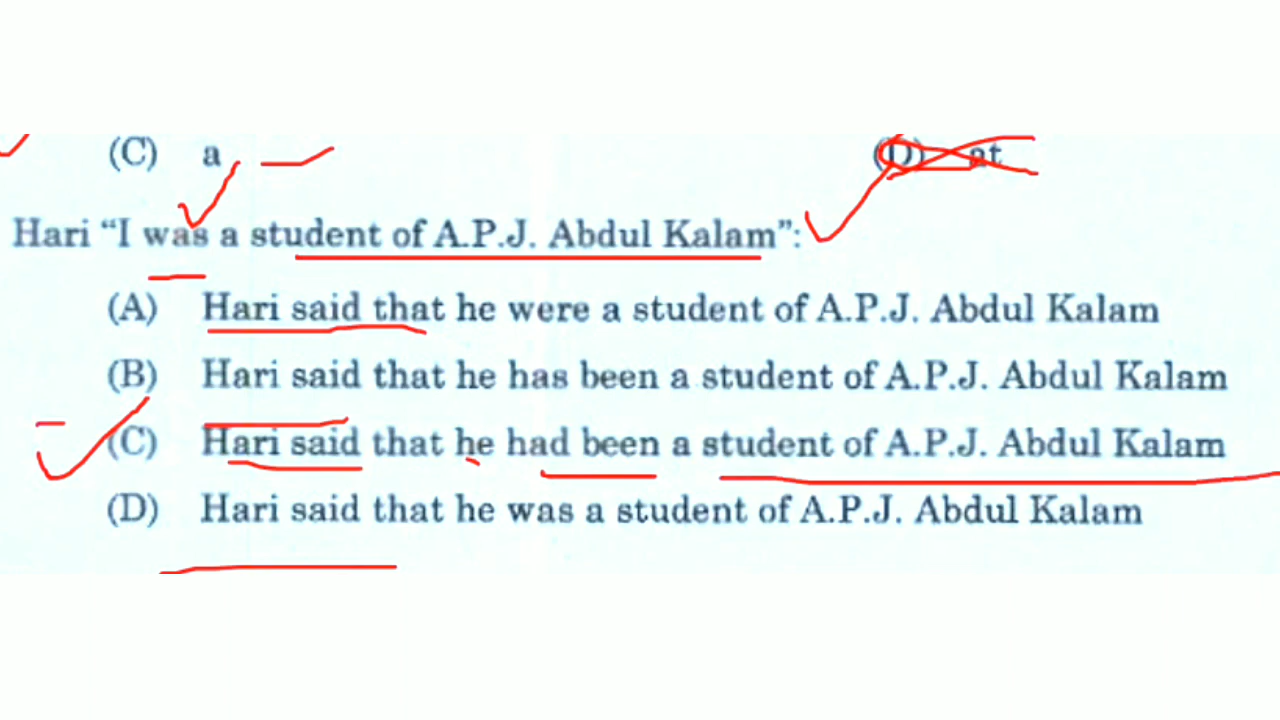 (C) a (D) at
Hari “I was a student of A.P.J. Abdul Kalam”:
(A) Hari said that he were a student of A.P.J. Abdul Kalam
(B) Hari said that he has been a student of A.P.J. Abdul Kalam
(C) Hari said that he had been a student of A.P.J. Abdul Kalam
(D) Hari said that he was a student of A.P.J. Abdul Kalam